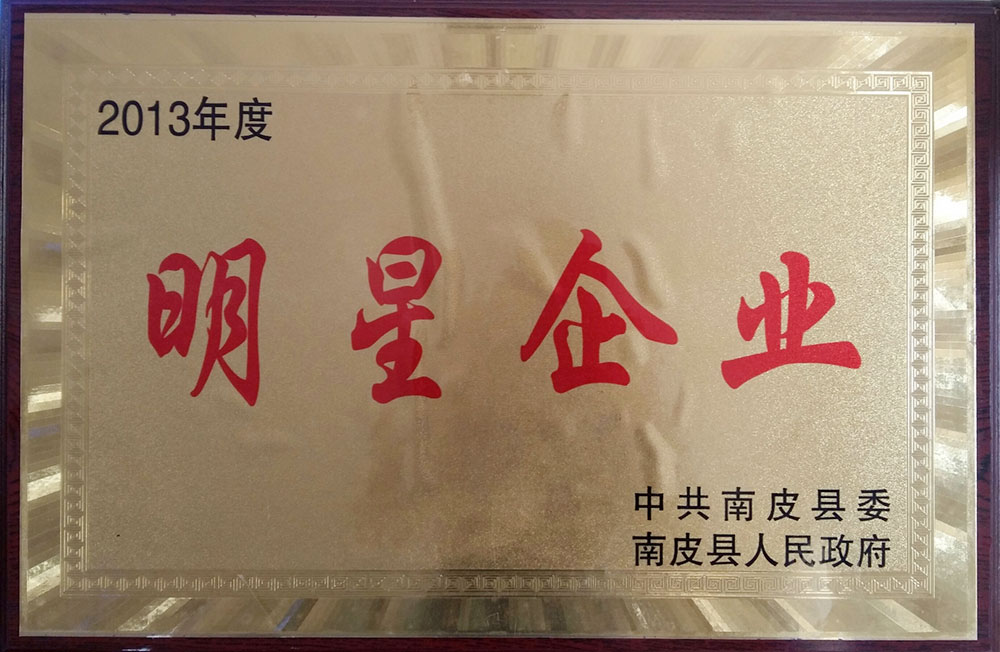 2013年度
明星企业
中共南皮县委
南皮县人民政府